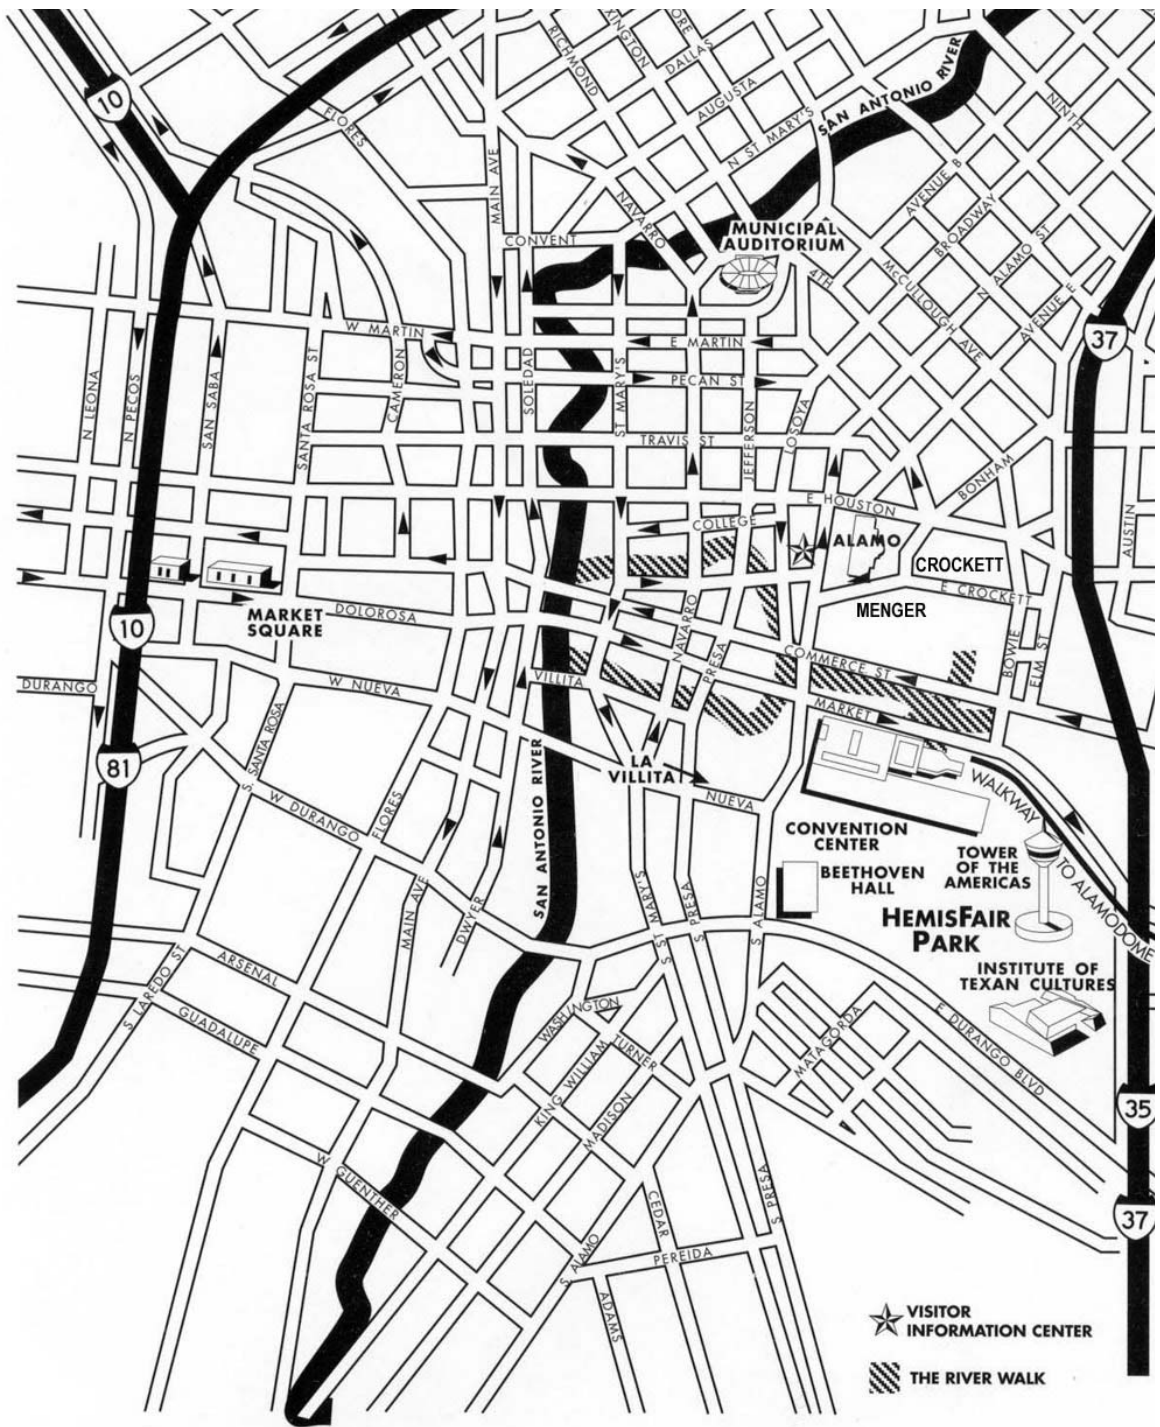 10
FLORES
MAIN AVE
RICHMOND
XINGTON
ORE
DALLAS
AUGUSTA
N ST MARY'S
SAN ANTONIO RIVER
NINTH
AVENUE B
BROADWAY
N ALAMO ST
AVENUE E
MCCULLOUGH AVE
4TH
NAVARRO
CONVENT
MUNICIPAL
AUDITORIUM
37
W MARTIN
E MARTIN
PECAN ST
TRAVIS ST
N LEONA
N PECOS
SAN SABA
SANTA ROSA ST
CAMERON
SOLEDAD
ST MARY'S
JEFFERSON
LOSOYA
BONHAM
AUSTIN
E HOUSTON
COLLEGE
ALAMO
CROCKETT
E CROCKETT
MENGER
MARKET
SQUARE
DOLOROSA
10
NAVARRO
PRESA
COMMERCE ST
BOWIE
ELM ST
DURANGO
W NUEVA
VILLITA
MARKET
81
S. SANTA ROSA
W DURANGO
FLORES
SAN ANTONIO RIVER
LA
VILLITA
NUEVA
WALKWAY
TO ALAMODOME
CONVENTION
CENTER
BEETHOVEN
HALL
TOWER
OF THE
AMERICAS
HEMISFAIR
PARK
INSTITUTE OF
TEXAN CULTURES
MAIN AVE
DWYER
S ST MARY'S
S PRESA
S ALAMO
S LAREDO ST
ARSENAL
GUADALUPE
WASHINGTON
KING WILLIAM
TURNER
MADISON
MATAGORDA
E DURANGO BLVD
35
W GUENTHER
CEDAR
S PRESA
S ALAMO
PEREIDA
ADAMS
37
VISITOR
INFORMATION CENTER
THE RIVER WALK